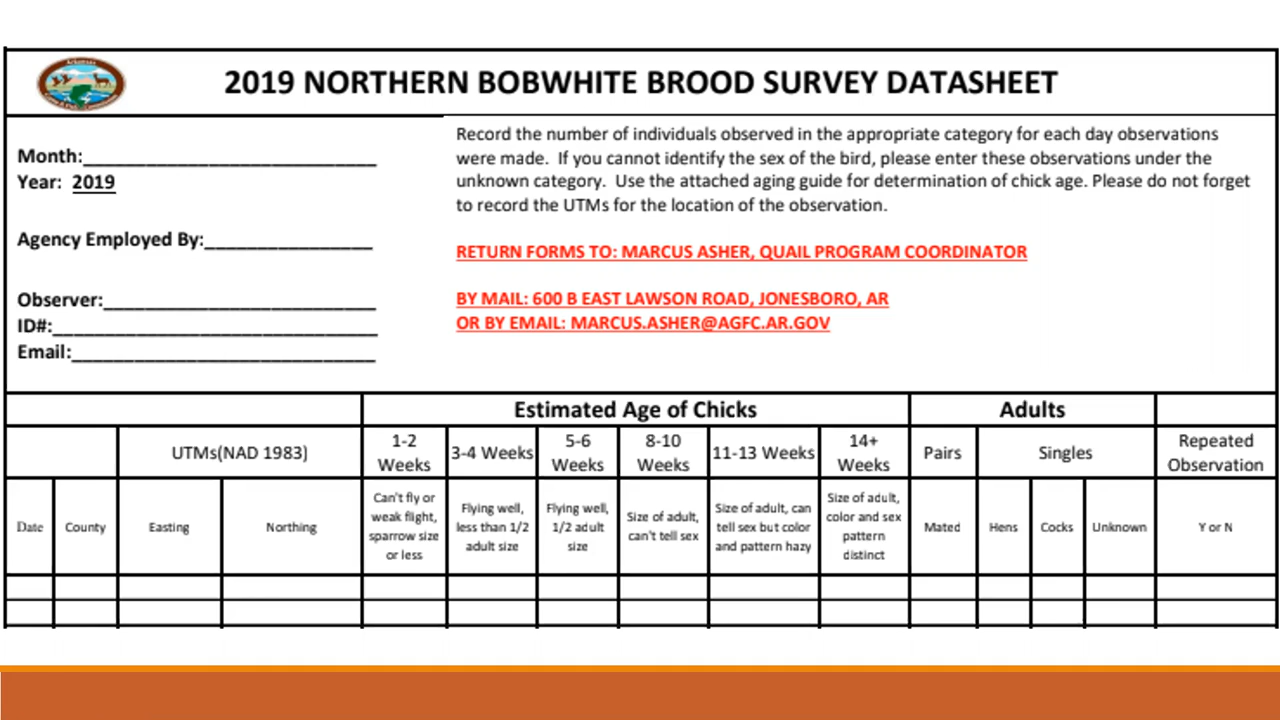 2019 NORTHERN BOBWHITE BROOD SURVEY DATASHEET
Month:
Year: 2019
Agency Employed By:
Observer:
ID#:
Email:
Record the number of individuals observed in the appropriate category for each day observations
were made. If you cannot identify the sex of the bird, please enter these observations under the
unknown category. Use the attached aging guide for determination of chick age. Please do not forget
to record the UTMs for the location of the observation.
RETURN FORMS TO: MARCUS ASHER, QUAIL PROGRAM COORDINATOR
BY MAIL: 600 B EAST LAWSON ROAD, JONESBORO, AR
OR BY EMAIL: MARCUS.ASHER@AGFC.AR.GOV
Estimated Age of Chicks
Adults
UTMs(NAD 1983)
1-2
Weeks
3-4 Weeks
5-6
Weeks
8-10
Weeks
11-13 Weeks
14+
Weeks
Pairs
Singles
Repeated
Observation
Date
County
Easting
Northing
Can't fly or
weak flight,
sparrow size
or less
Flying well,
less than 1/2
adult size
Flying well,
1/2 adult
size
Size of adult,
can't tell sex
Size of adult, can
tell sex but color
and pattern hazy
Size of adult,
color and sex
pattern
distinct
Mated
Hens
Cocks
Unknown
Y or N